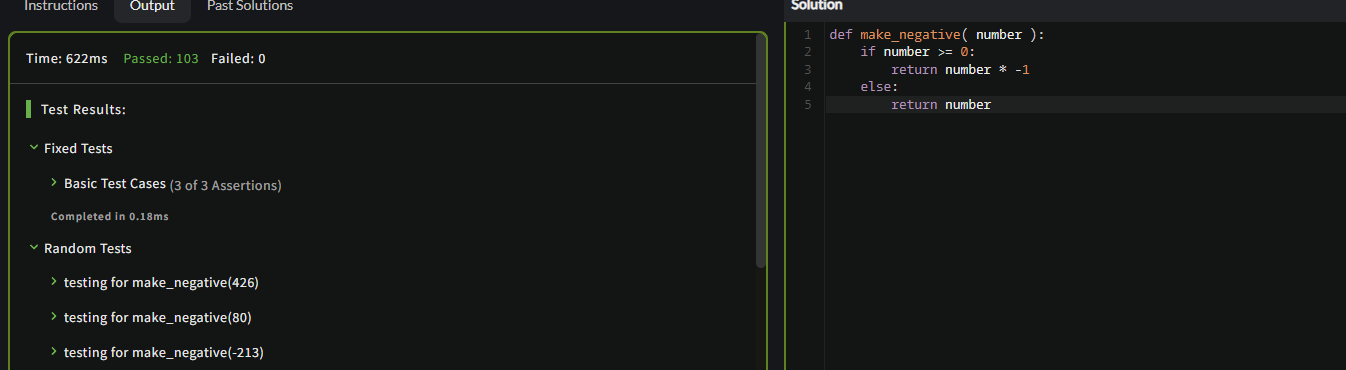 Instructions Output Past Solutions
Time: 622ms Passed: 103 Failed: 0
Test Results:
Fixed Tests
Basic Test Cases (3 of 3 Assertions)
Completed in 0.18ms
Random Tests
testing for make_negative(426)
testing for make_negative(80)
testing for make_negative(-213)
Solution
1 def make_negative( number ):
2     if number >= 0:
3         return number * -1
4     else:
5         return number